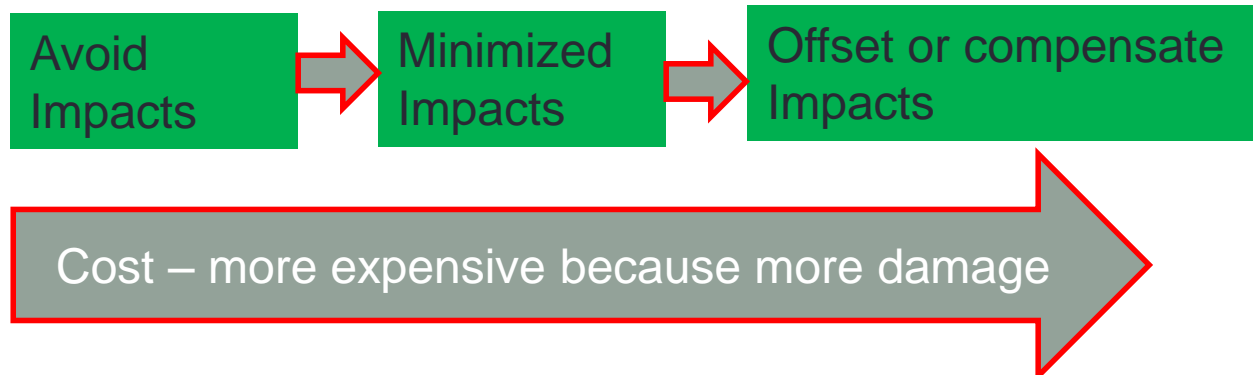 Avoid
Impacts
Minimized
Impacts
Offset or compensate
Impacts
Cost – more expensive because more damage